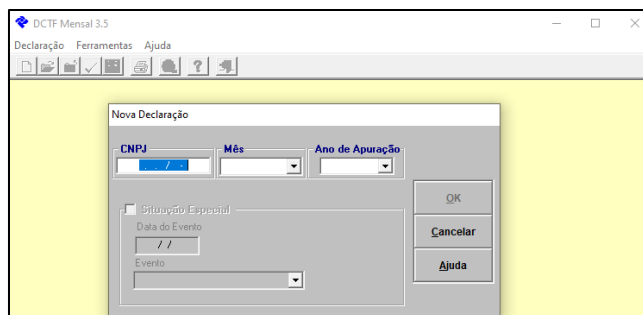 DCTF Mensal 3.5
Declaração Ferramentas Ajuda
?
Nova Declaração
CNPJ Mês Ano de Apuração
. . / -
Situação Especial
Data do Evento
/ /
Evento
OK
Cancelar
Ajuda